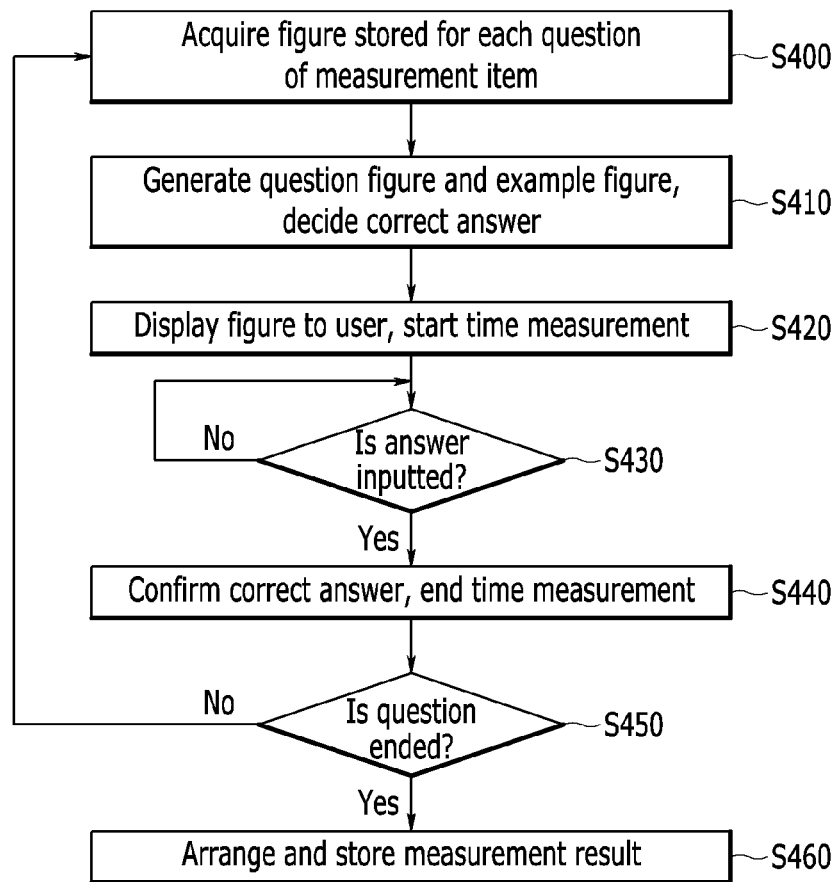 Acquire figure stored for each question
of measurement item
S400
Generate question figure and example figure,
decide correct answer
S410
Display figure to user, start time measurement
S420
No
Is answer
inputted?
S430
Yes
Confirm correct answer, end time measurement
S440
No
Is question
ended?
S450
Yes
Arrange and store measurement result
S460